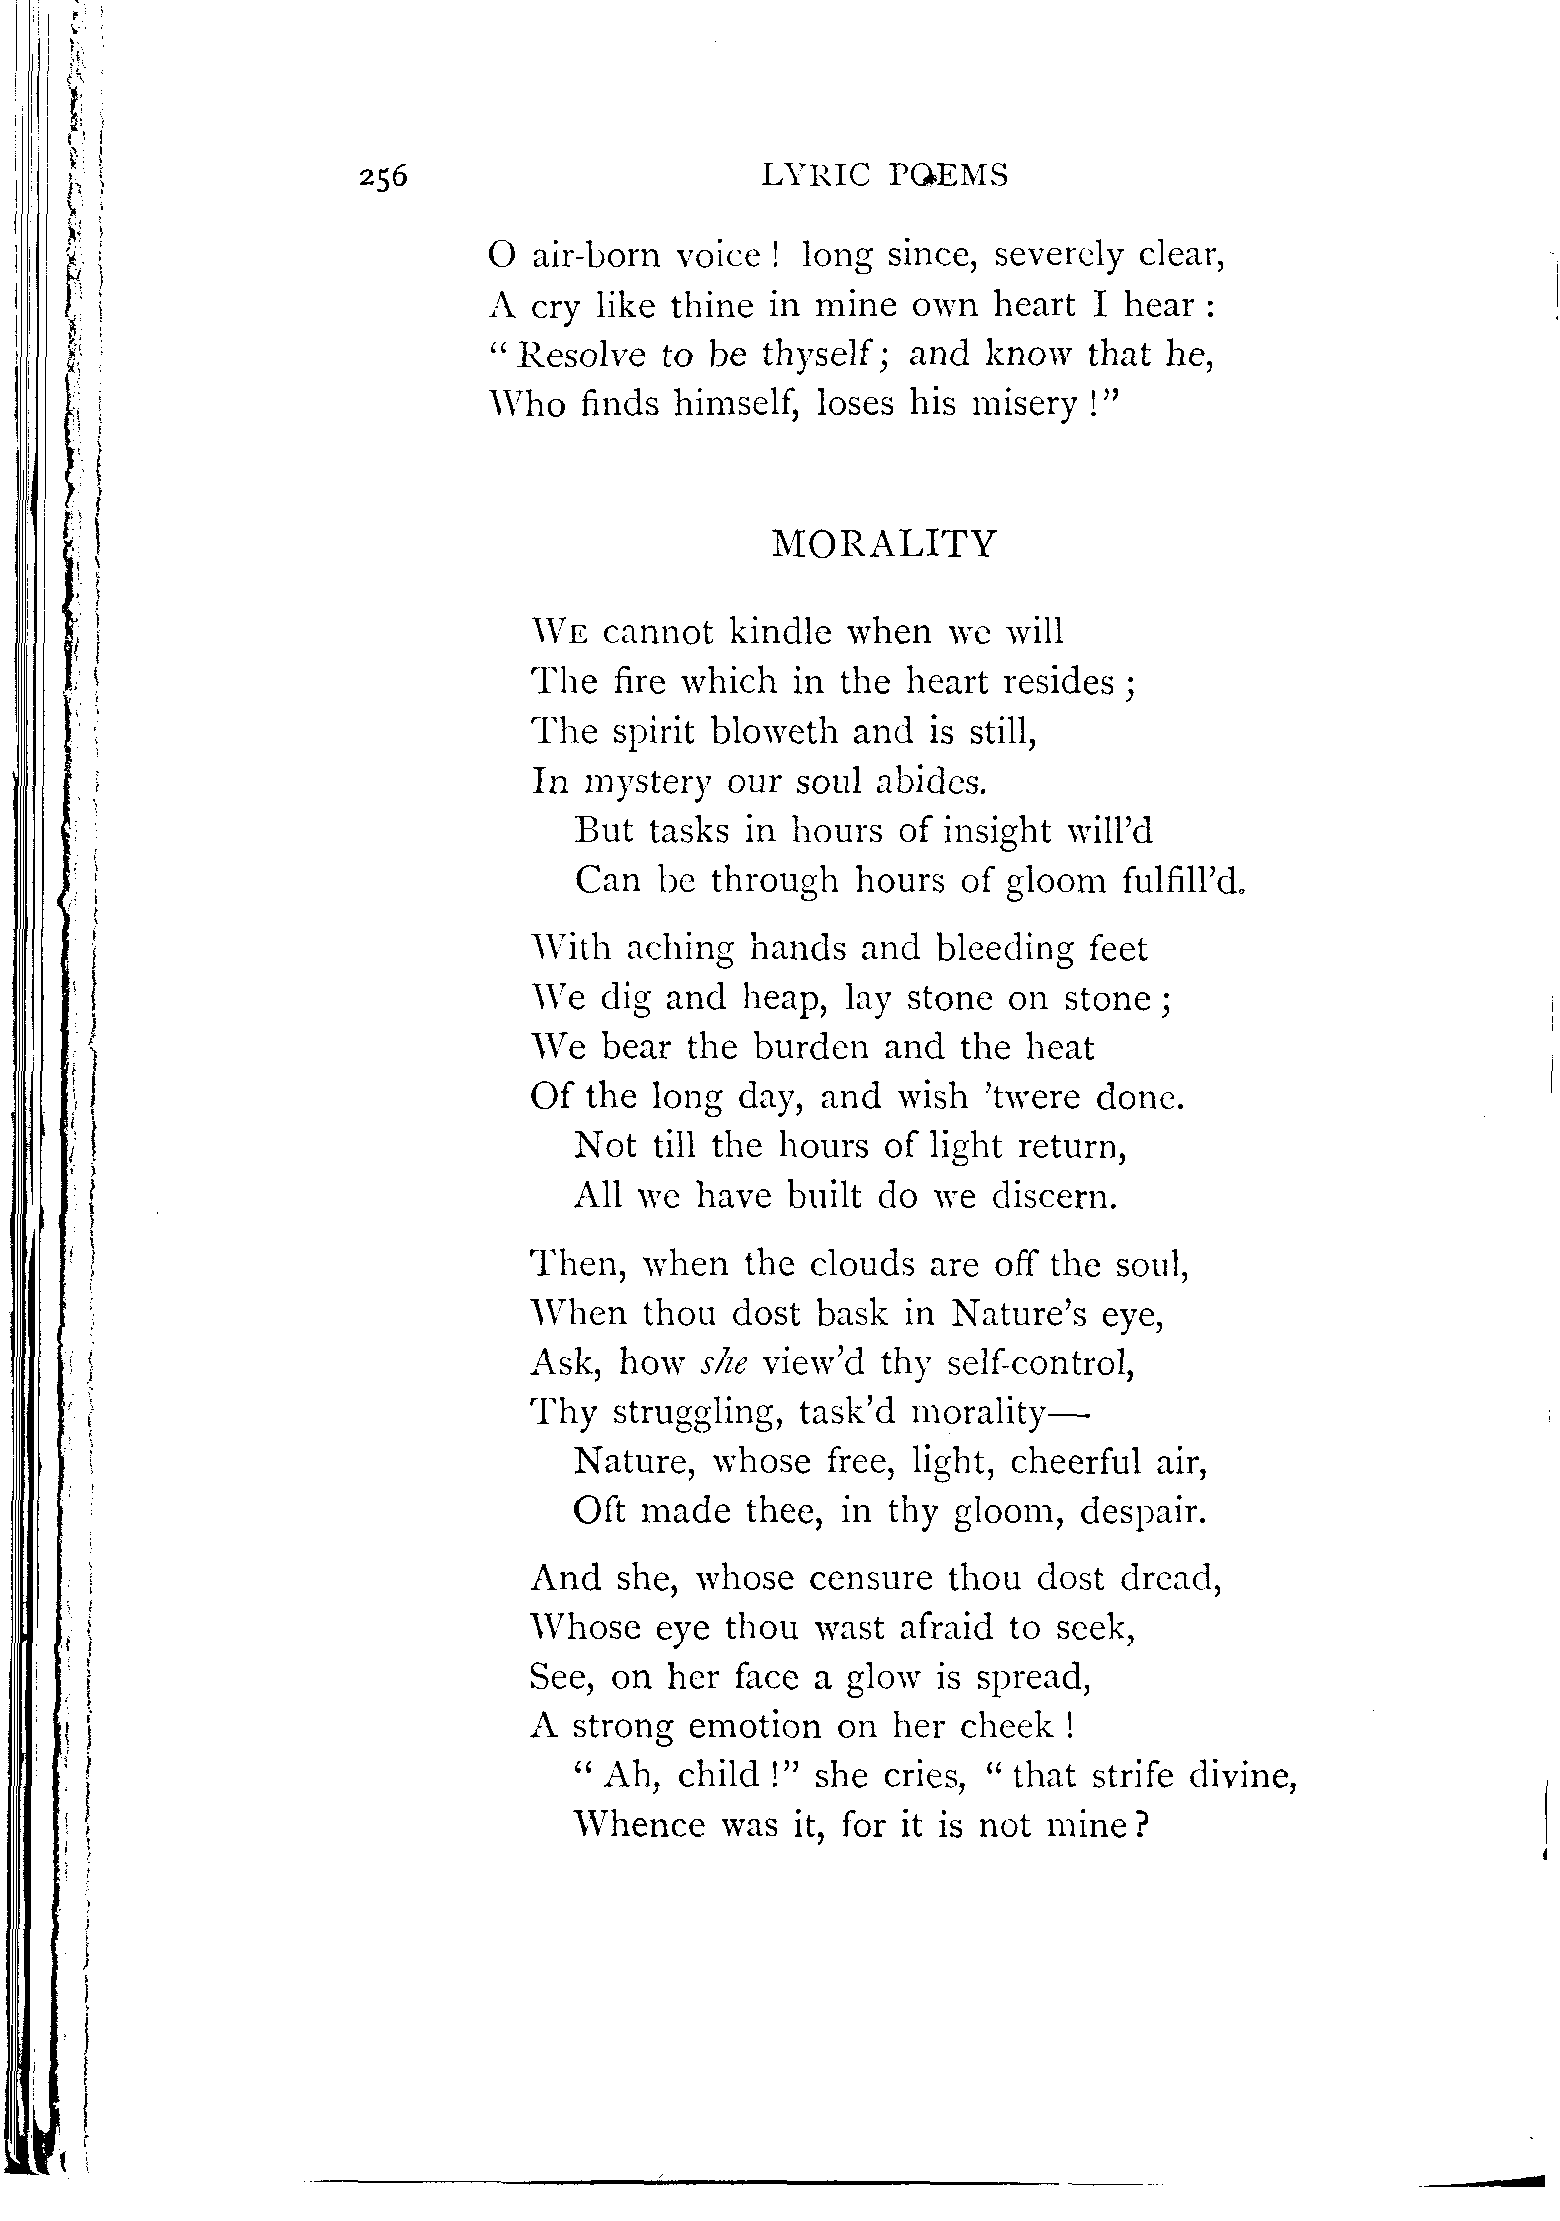 256 LYRIC POEMS
O air-born voice ! long since, severely clear,
A cry like thine in mine own heart I hear :
“ Resolve to be thyself ; and know that he,
Who finds himself, loses his misery !”
MORALITY
WE cannot kindle when we will
The fire which in the heart resides ;
The spirit bloweth and is still,
In mystery our soul abides.
But tasks in hours of insight will’d
Can be through hours of gloom fulfill’d.
With aching hands and bleeding feet
We dig and heap, lay stone on stone ;
We bear the burden and the heat
Of the long day, and wish ’twere done.
Not till the hours of light return,
All we have built do we discern.
Then, when the clouds are off the soul,
When thou dost bask in Nature’s eye,
Ask, how she view’d thy self-control,
Thy struggling, task’d morality—
Nature, whose free, light, cheerful air,
Oft made thee, in thy gloom, despair.
And she, whose censure thou dost dread,
Whose eye thou wast afraid to seek,
See, on her face a glow is spread,
A strong emotion on her cheek !
“ Ah, child !” she cries, “ that strife divine,
Whence was it, for it is not mine ?